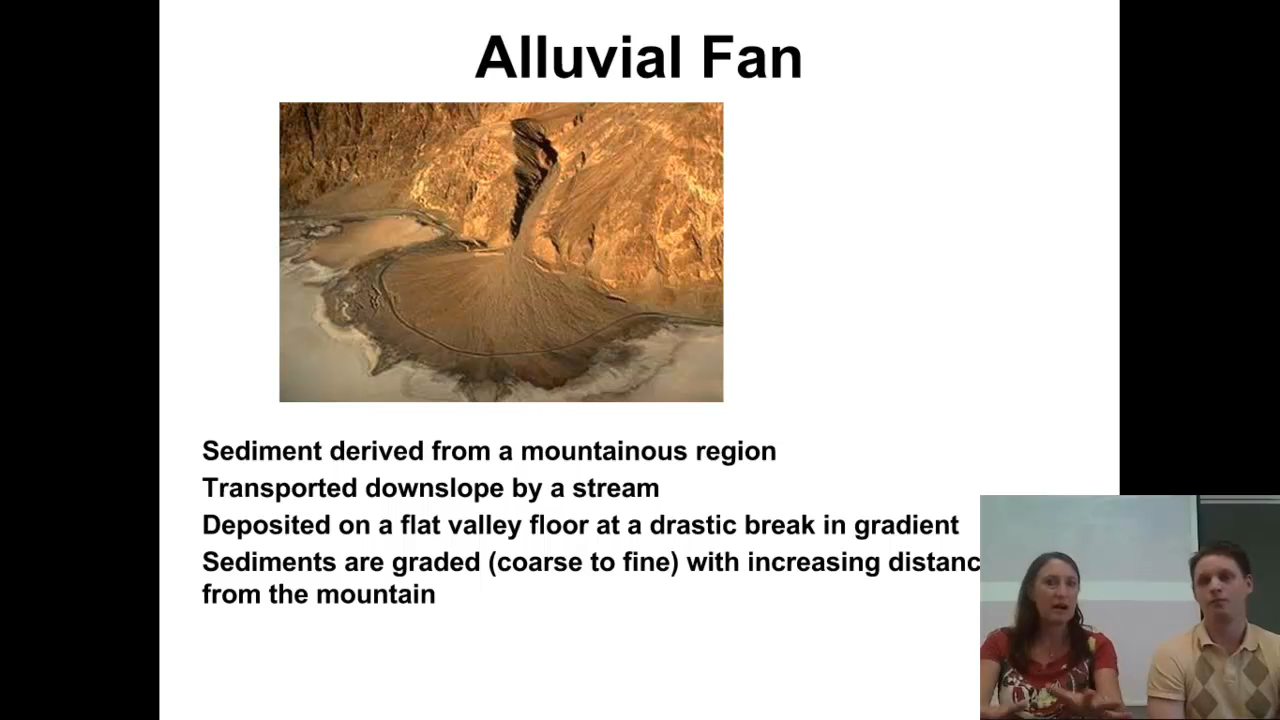 Alluvial Fan
Sediment derived from a mountainous region
Transported downslope by a stream
Deposited on a flat valley floor at a drastic break in gradient
Sediments are graded (coarse to fine) with increasing distanc
from the mountain